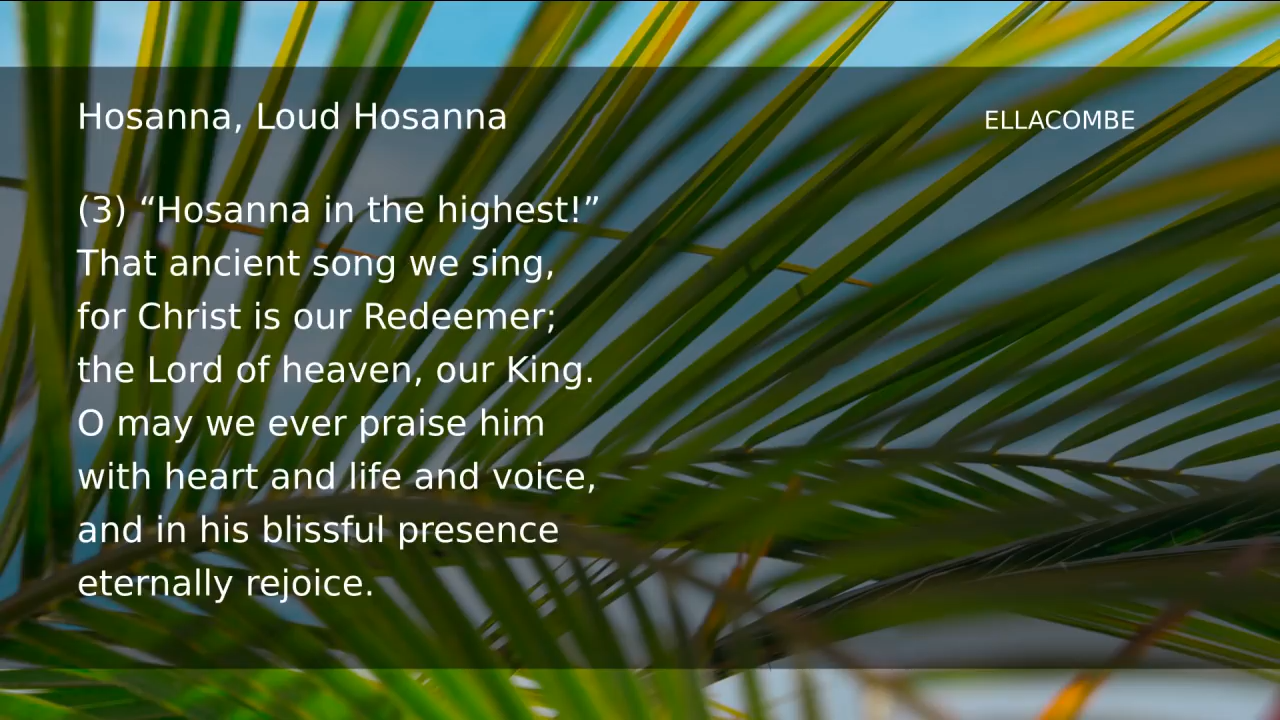 Hosanna, Loud Hosanna
ELLACOMBE
(3) “Hosanna in the highest!”
That ancient song we sing,
for Christ is our Redeemer;
the Lord of heaven, our King.
O may we ever praise him
with heart and life and voice,
and in his blissful presence
eternally rejoice.